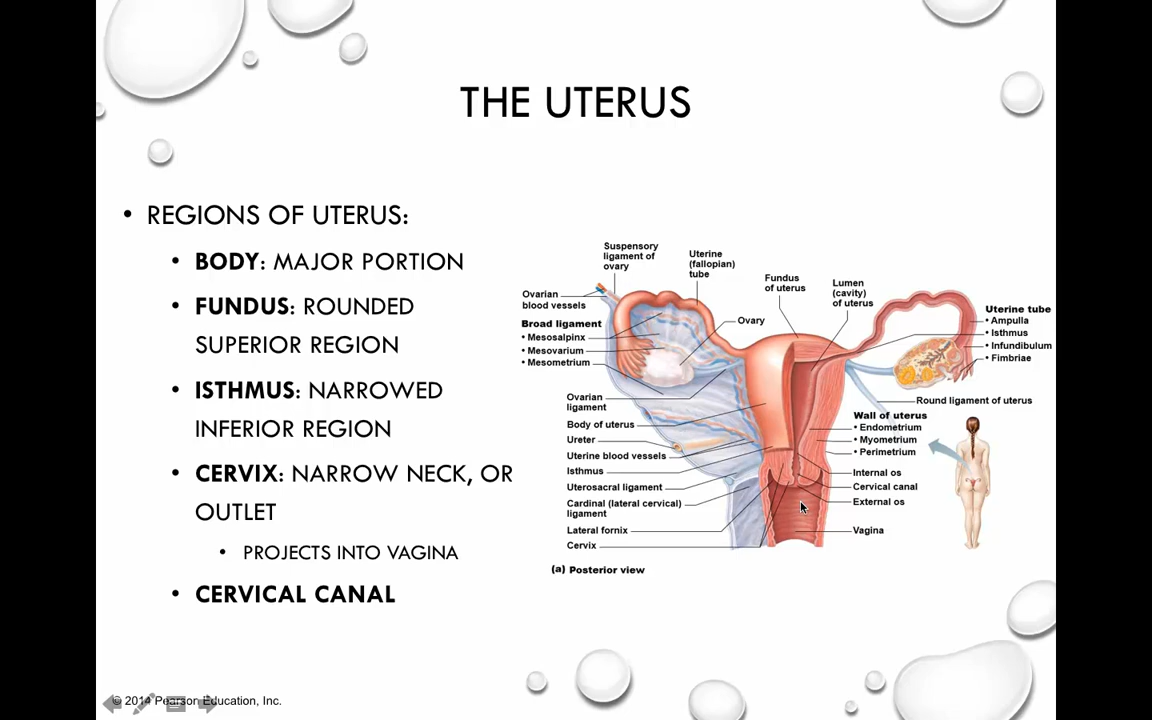 THE UTERUS
• REGIONS OF UTERUS:
• BODY: MAJOR PORTION
• FUNDUS: ROUNDED
SUPERIOR REGION
• ISTHMUS: NARROWED
INFERIOR REGION
• CERVIX: NARROW NECK, OR
OUTLET
• PROJECTS INTO VAGINA
• CERVICAL CANAL
Suspensory
ligament of
ovary
Uterine
(fallopian)
tube
Fundus
of uterus
Lumen
(cavity)
of uterus
Ovarian
blood vessels
Broad ligament
• Mesosalpinx
• Mesovarium
• Mesometrium
Ovary
Uterine tube
• Ampulla
• Isthmus
• Infundibulum
• Fimbriae
Ovarian
ligament
Body of uterus
Ureter
Uterine blood vessels
Isthmus
Uterosacral ligament
Cardinal (lateral cervical)
ligament
Lateral fornix
Cervix
Round ligament of uterus
Wall of uterus
• Endometrium
• Myometrium
• Perimetrium
Internal os
Cervical canal
External os
Vagina
(a) Posterior view
© 2014 Pearson Education, Inc.